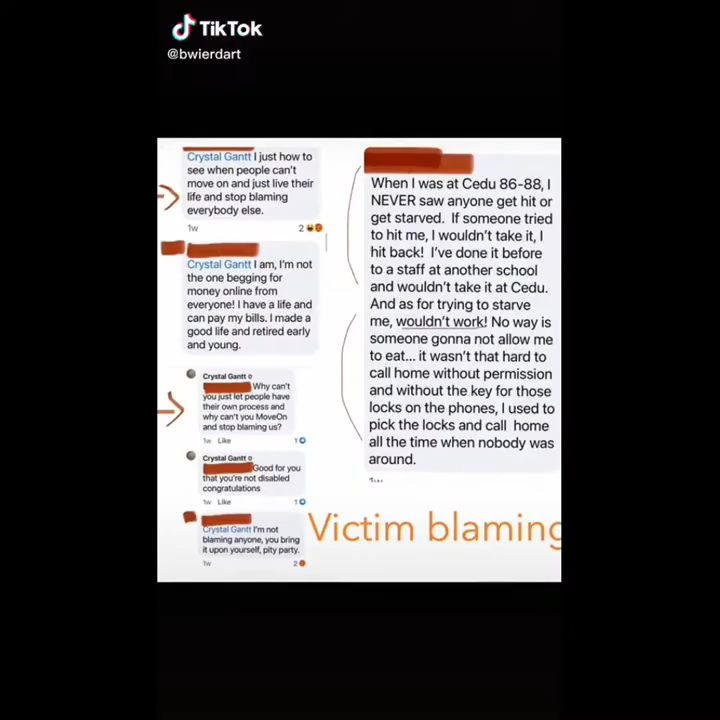 TikTok
@bwierdart
Crystal Gantt I just how to
see when people can't
move on and just live their
life and stop blaming
everybody else.
1w
2
Crystal Gantt I am, I'm not
the one begging for
money online from
everyone! I have a life and
can pay my bills. I made a
good life and retired early
and young.
Crystal Gantt
Why can't
you just let people have
their own process and
why can't you MoveOn
and stop blaming us?
1w Like
1
Crystal Gantt
Good for you
that you're not disabled
congratulations
1w Like
1
Crystal Gantt I'm not
blaming anyone, you bring
it upon yourself, pity party.
1w
2
When I was at Cedu 86-88, I
NEVER saw anyone get hit or
get starved. If someone tried
to hit me, I wouldn't take it, I
hit back! I've done it before
to a staff at another school
and wouldn't take it at Cedu.
And as for trying to starve
me, wouldn't work! No way is
someone gonna not allow me
to eat... it wasn't that hard to
call home without permission
and without the key for those
locks on the phones, I used to
pick the locks and call home
all the time when nobody was
around.
Victim blaming